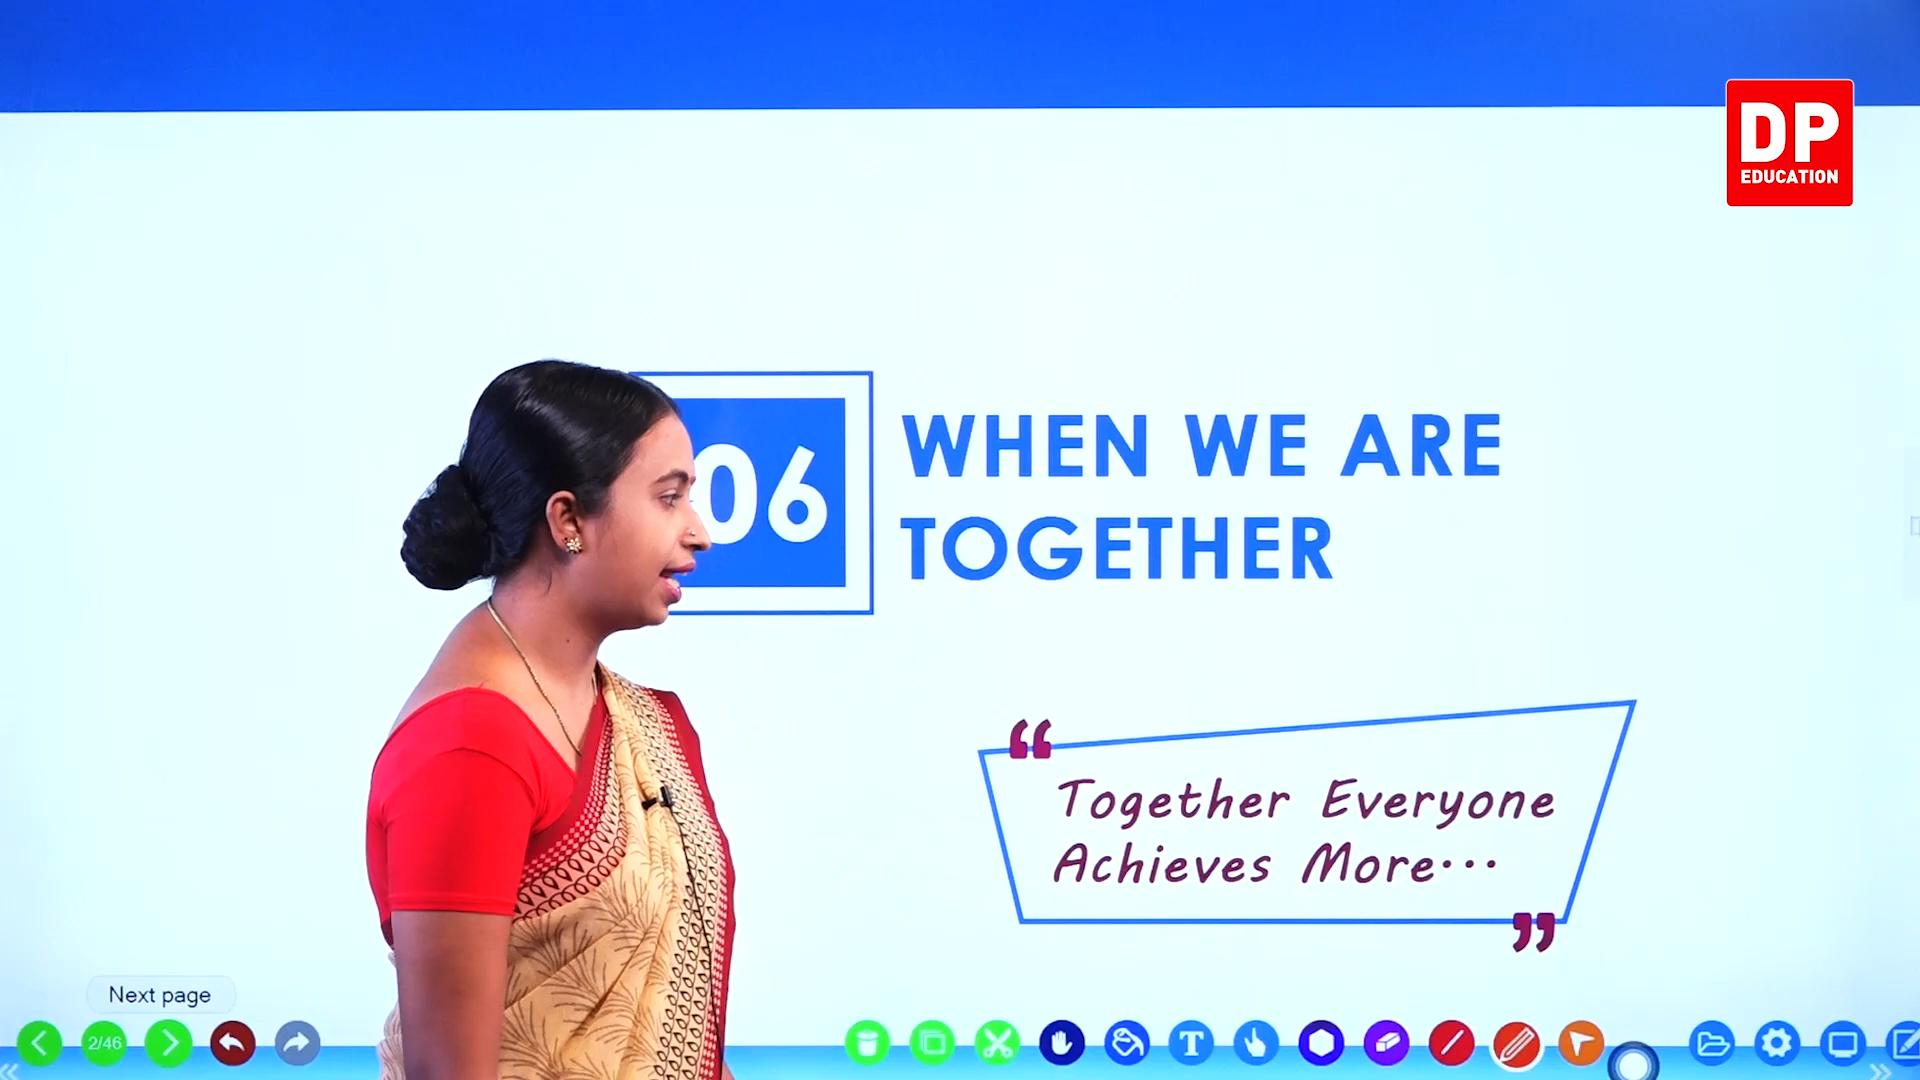 DP
EDUCATION
06
WHEN WE ARE
TOGETHER
“Together Everyone
Achieves More...”
Next page
2/46
T